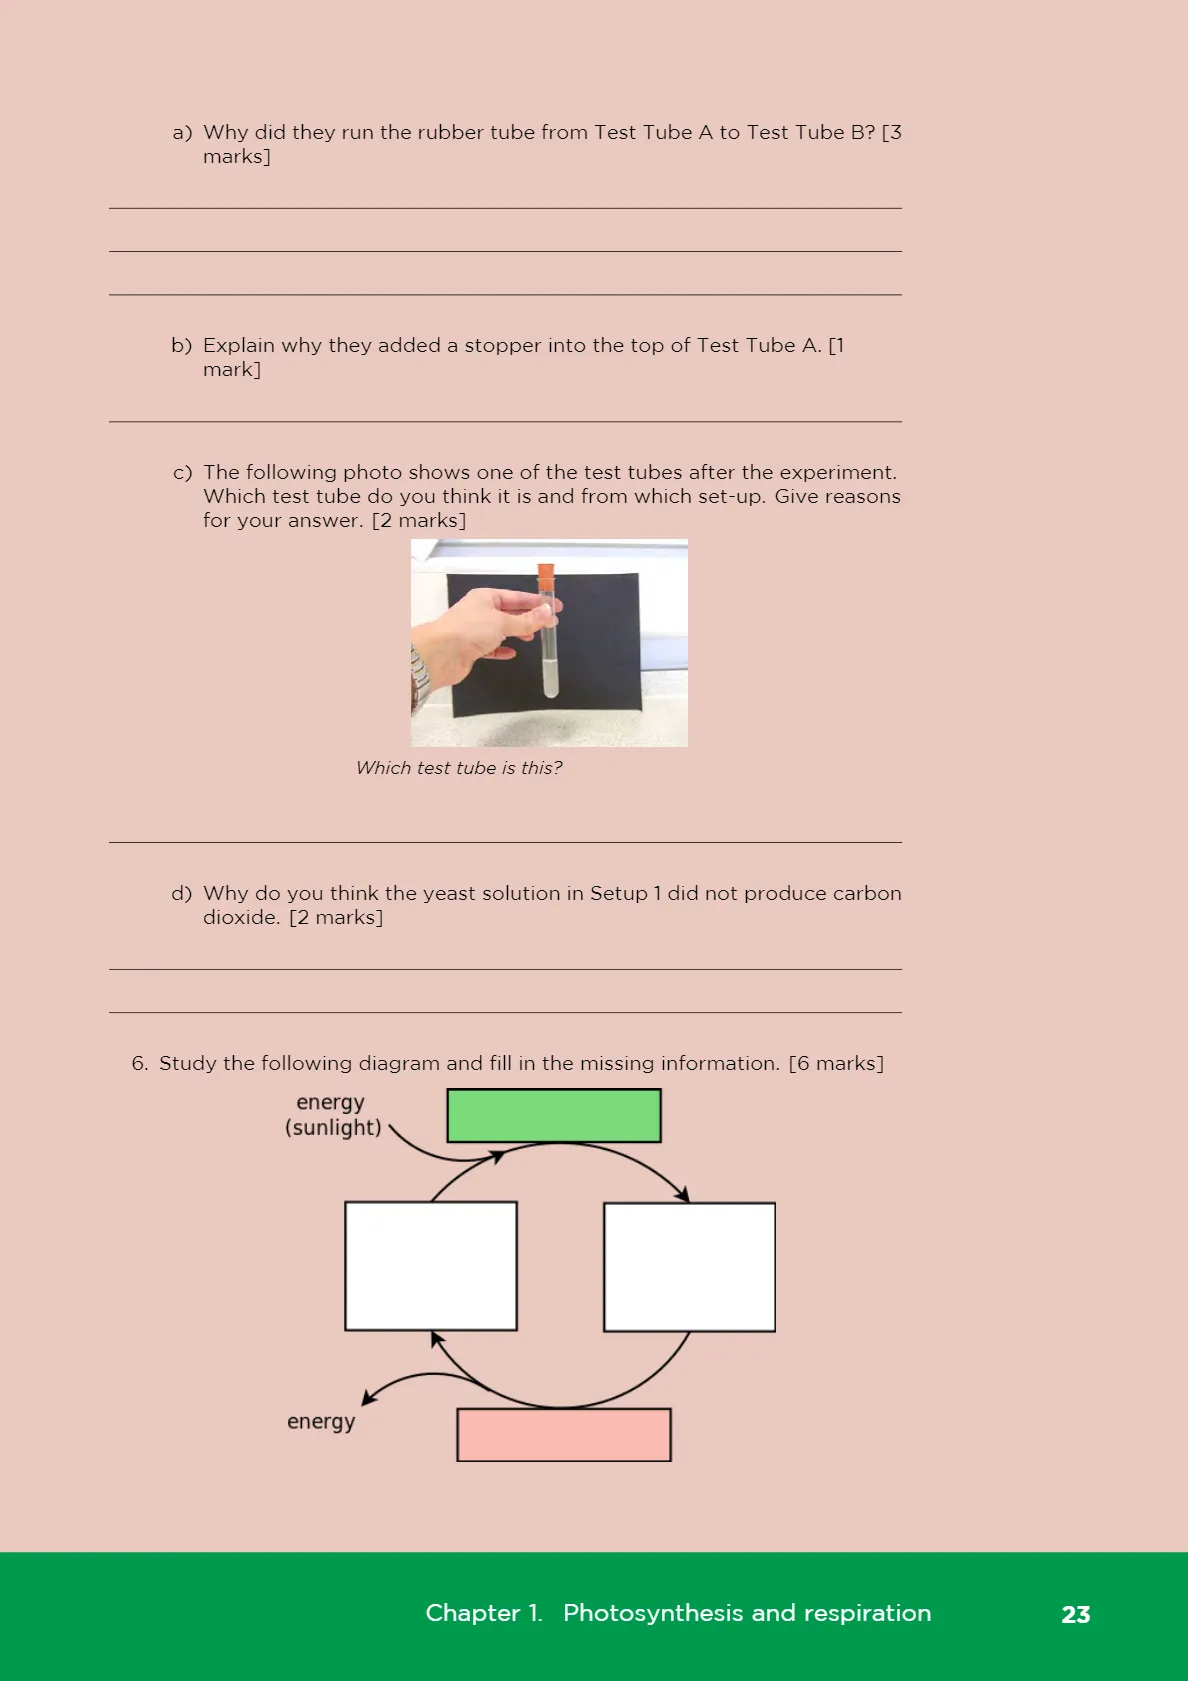 a) Why did they run the rubber tube from Test Tube A to Test Tube B? [3
marks]
b) Explain why they added a stopper into the top of Test Tube A. [1
mark]
c) The following photo shows one of the test tubes after the experiment.
Which test tube do you think it is and from which set-up. Give reasons
for your answer. [2 marks]
Which test tube is this?
d) Why do you think the yeast solution in Setup 1 did not produce carbon
dioxide. [2 marks]
6. Study the following diagram and fill in the missing information. [6 marks]
energy
(sunlight)
energy
Chapter 1. Photosynthesis and respiration 23